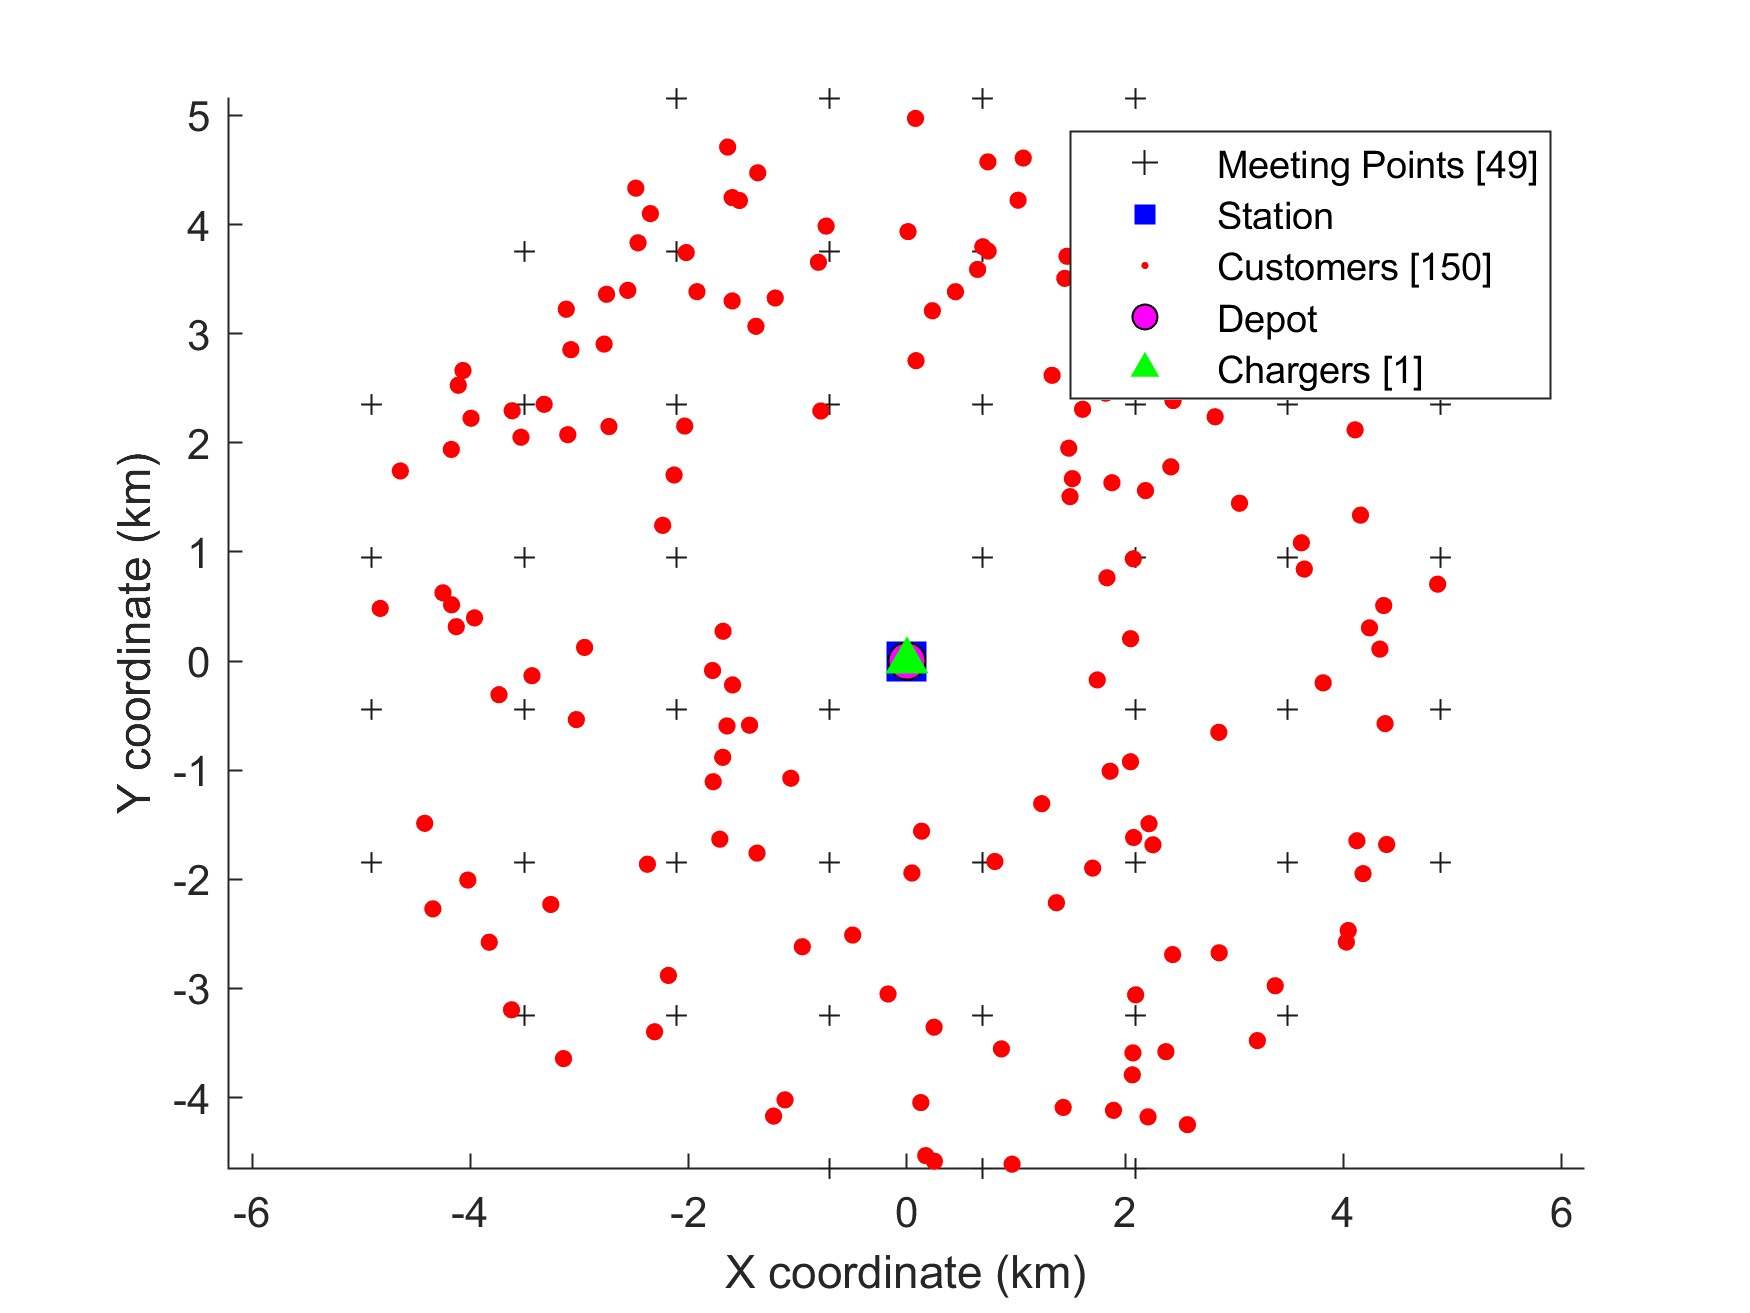 5
4
3
2
1
0
-1
-2
-3
-4
Y coordinate (km)
Meeting Points [49]
Station
Customers [150]
Depot
Chargers [1]
-6 -4 -2 0 2 4 6
X coordinate (km)